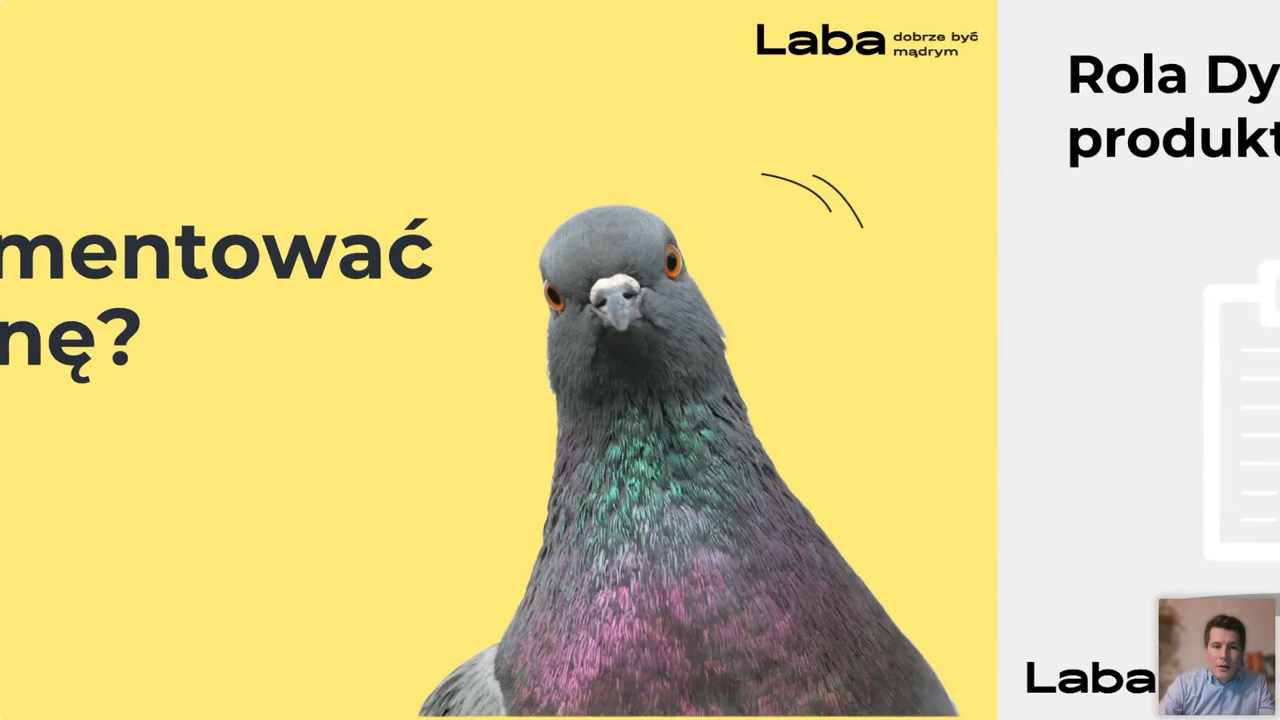 Laba dobrze być
mądrym
mentować
nę?
Rola Dy
produkt
Laba